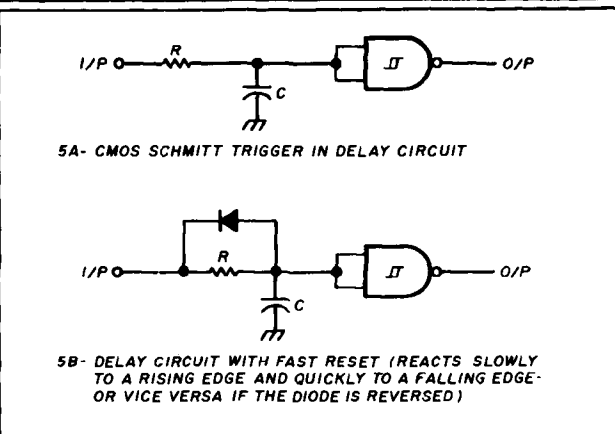 I/P R C O/P
5A- CMOS SCHMITT TRIGGER IN DELAY CIRCUIT
I/P R C O/P
5B- DELAY CIRCUIT WITH FAST RESET (REACTS SLOWLY
TO A RISING EDGE AND QUICKLY TO A FALLING EDGE-
OR VICE VERSA IF THE DIODE IS REVERSED)